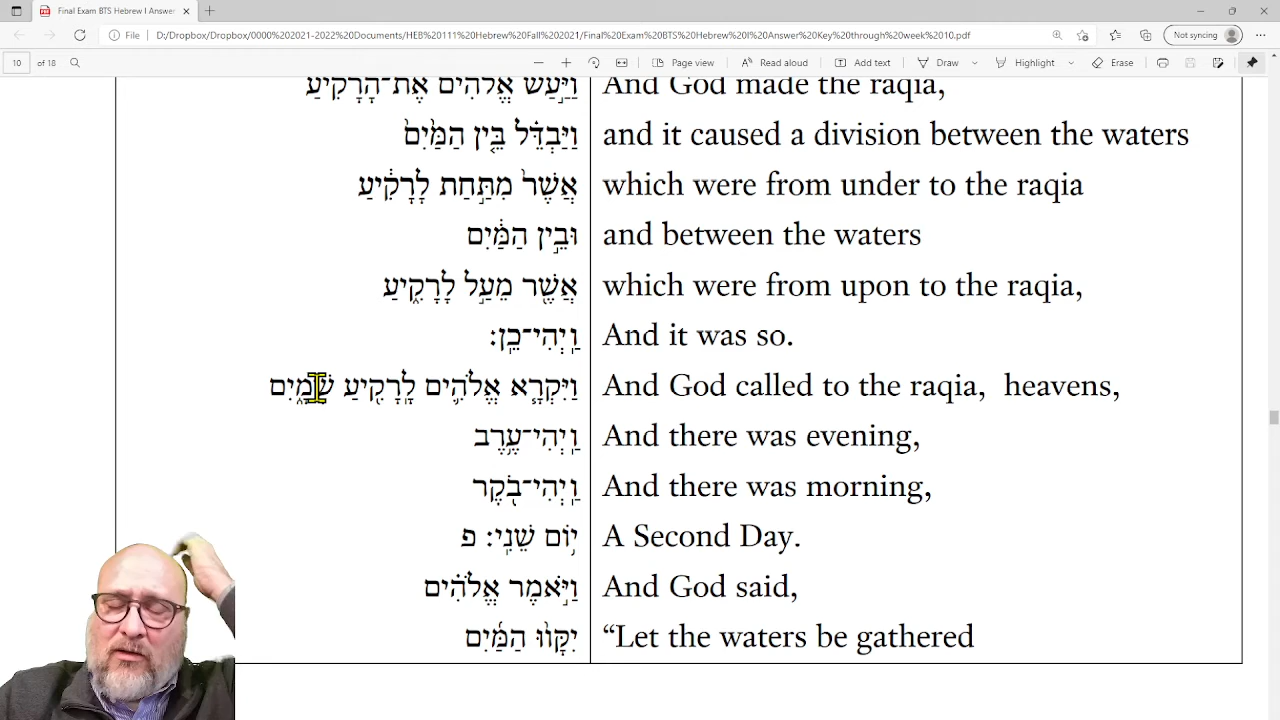 Final Exam BTS Hebrew I Answer
File D:/Dropbox/Dropbox/0000%202021-2022%20Documents/HEB%20111%20Hebrew%20Fall%202021/Final%20Exam%20BTS%20Hebrew%20I%20Answer%20Key%20through%20week%2010.pdf Not syncing
10 of 18 Page view Read aloud Add text Draw Highlight Erase
וַיַּ֣עַשׂ אֱלֹהִים֮ אֶת־הָרָקִיעַ֒ And God made the raqia,
וַיַּבְדֵּ֗ל בֵּ֤ין הַמַּ֙יִם֙ and it caused a division between the waters
אֲשֶׁר֙ מִתַּ֣חַת לָרָקִ֔יעַ which were from under to the raqia
וּבֵ֣ין הַמַּ֔יִם and between the waters
אֲשֶׁ֖ר מֵעַ֣ל לָרָקִ֑יעַ which were from upon to the raqia,
וַֽיְהִי־כֵֽן׃ And it was so.
וַיִּקְרָ֧א אֱלֹהִ֛ים לָֽרָקִ֖יעַ שָׁמָ֑יִם And God called to the raqia, heavens,
וַֽיְהִי־עֶ֥רֶב And there was evening,
וַֽיְהִי־בֹ֖קֶר And there was morning,
י֥וֹם שֵׁנִֽי׃ פ A Second Day.
וַיֹּ֣אמֶר אֱלֹהִ֗ים And God said,
יִקָּו֨וּ הַמַּ֜יִם “Let the waters be gathered